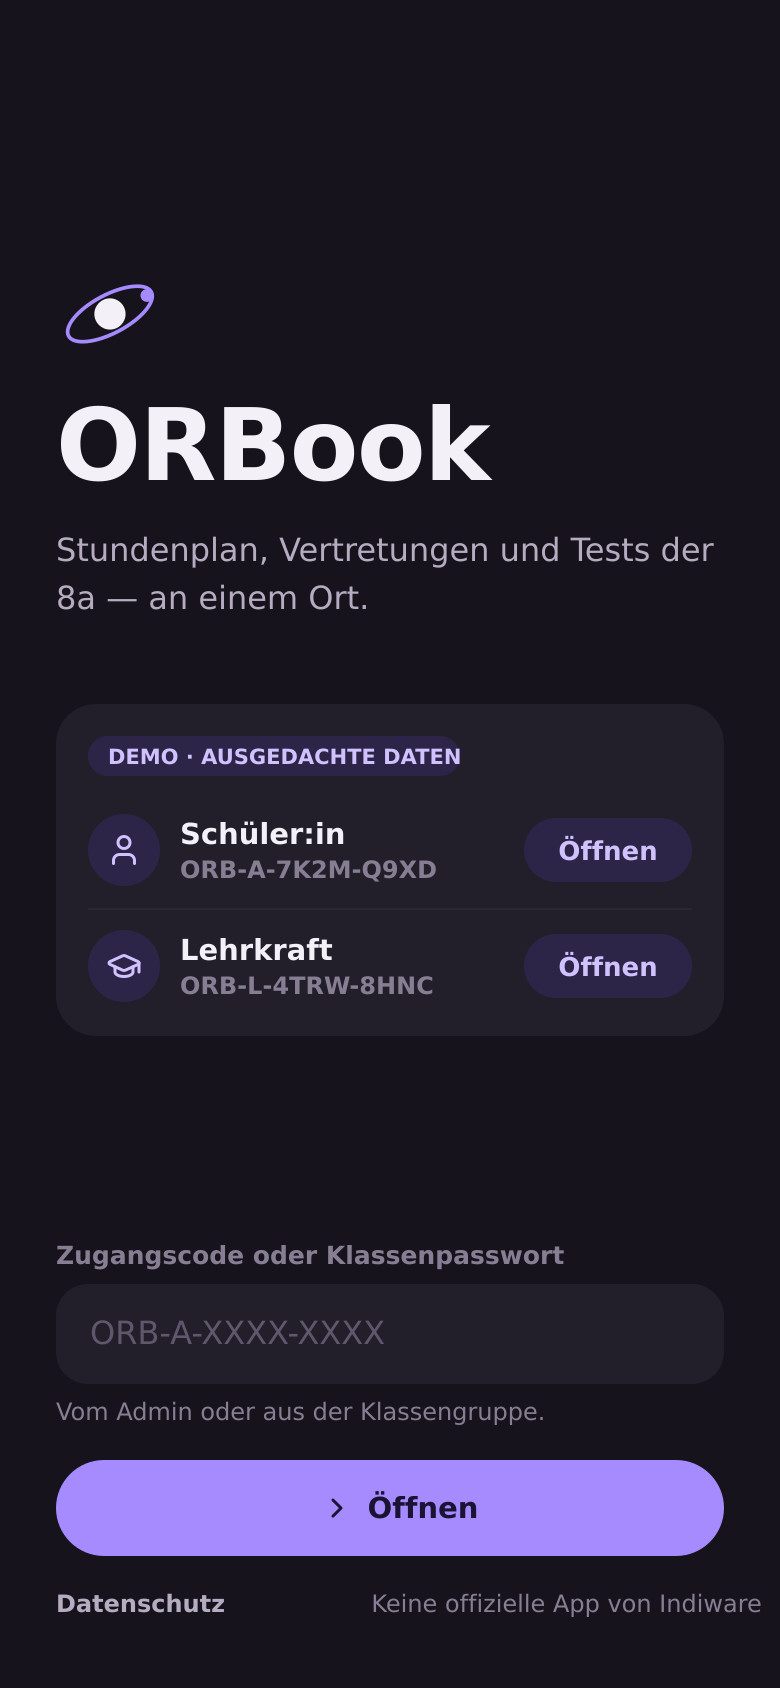 ORBook
Stundenplan, Vertretungen und Tests der
8a — an einem Ort.
DEMO · AUSGEDACHTE DATEN
Schüler:in
ORB-A-7K2M-Q9XD
Öffnen
Lehrkraft
ORB-L-4TRW-8HNC
Öffnen
Zugangscode oder Klassenpasswort
ORB-A-XXXX-XXXX
Vom Admin oder aus der Klassengruppe.
Öffnen
Datenschutz
Keine offizielle App von Indiware